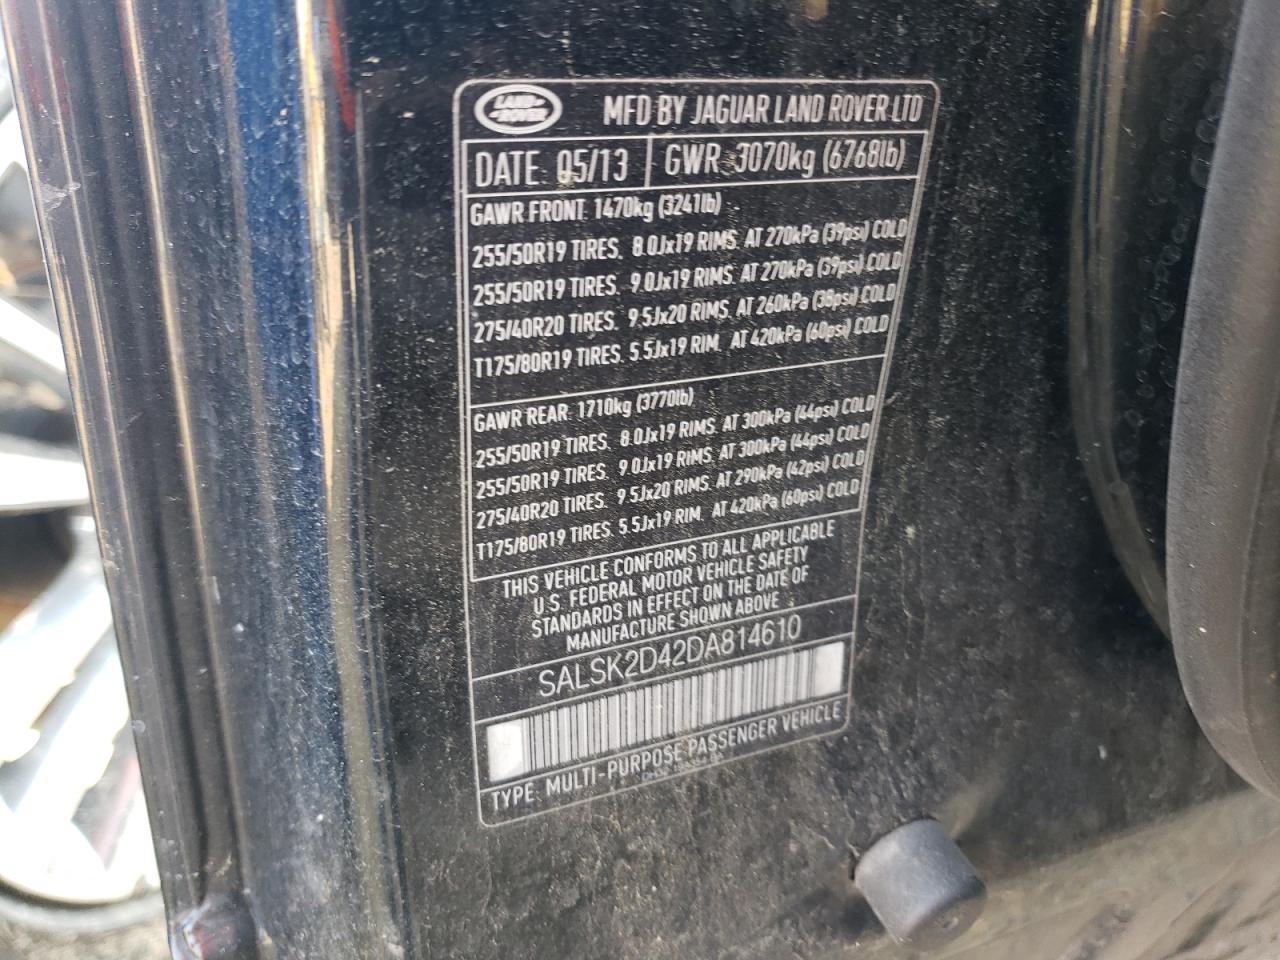 LAND ROVER
MFD BY JAGUAR LAND ROVER LTD
DATE: 05/13 GWR 3070kg (6768lb)
GAWR FRONT 1470kg (3241lb)
255/50R19 TIRES. 8.0Jx19 RIMS. AT 270kPa (39psi) COLD
255/50R19 TIRES. 9.0Jx19 RIMS. AT 270kPa (39psi) COLD
275/40R20 TIRES. 9.5Jx20 RIMS. AT 260kPa (38psi) COLD
T175/80R19 TIRES. 5.5Jx19 RIM. AT 420kPa (60psi) COLD
GAWR REAR 1710kg (3770lb)
255/50R19 TIRES. 8.0Jx19 RIMS. AT 300kPa (44psi) COLD
255/50R19 TIRES. 9.0Jx19 RIMS. AT 300kPa (44psi) COLD
275/40R20 TIRES. 9.5Jx20 RIMS. AT 290kPa (42psi) COLD
T175/80R19 TIRES. 5.5Jx19 RIM. AT 420kPa (60psi) COLD
THIS VEHICLE CONFORMS TO ALL APPLICABLE
U.S. FEDERAL MOTOR VEHICLE SAFETY
STANDARDS IN EFFECT ON THE DATE OF
MANUFACTURE SHOWN ABOVE
SALSK2D42DA814610
TYPE: MULTI-PURPOSE PASSENGER VEHICLE